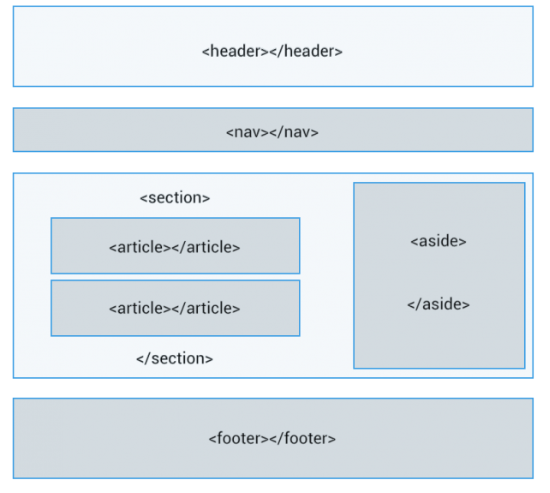 <header></header>
<nav></nav>
<section>
<article></article>
<article></article>
</section>
<aside>
</aside>
<footer></footer>